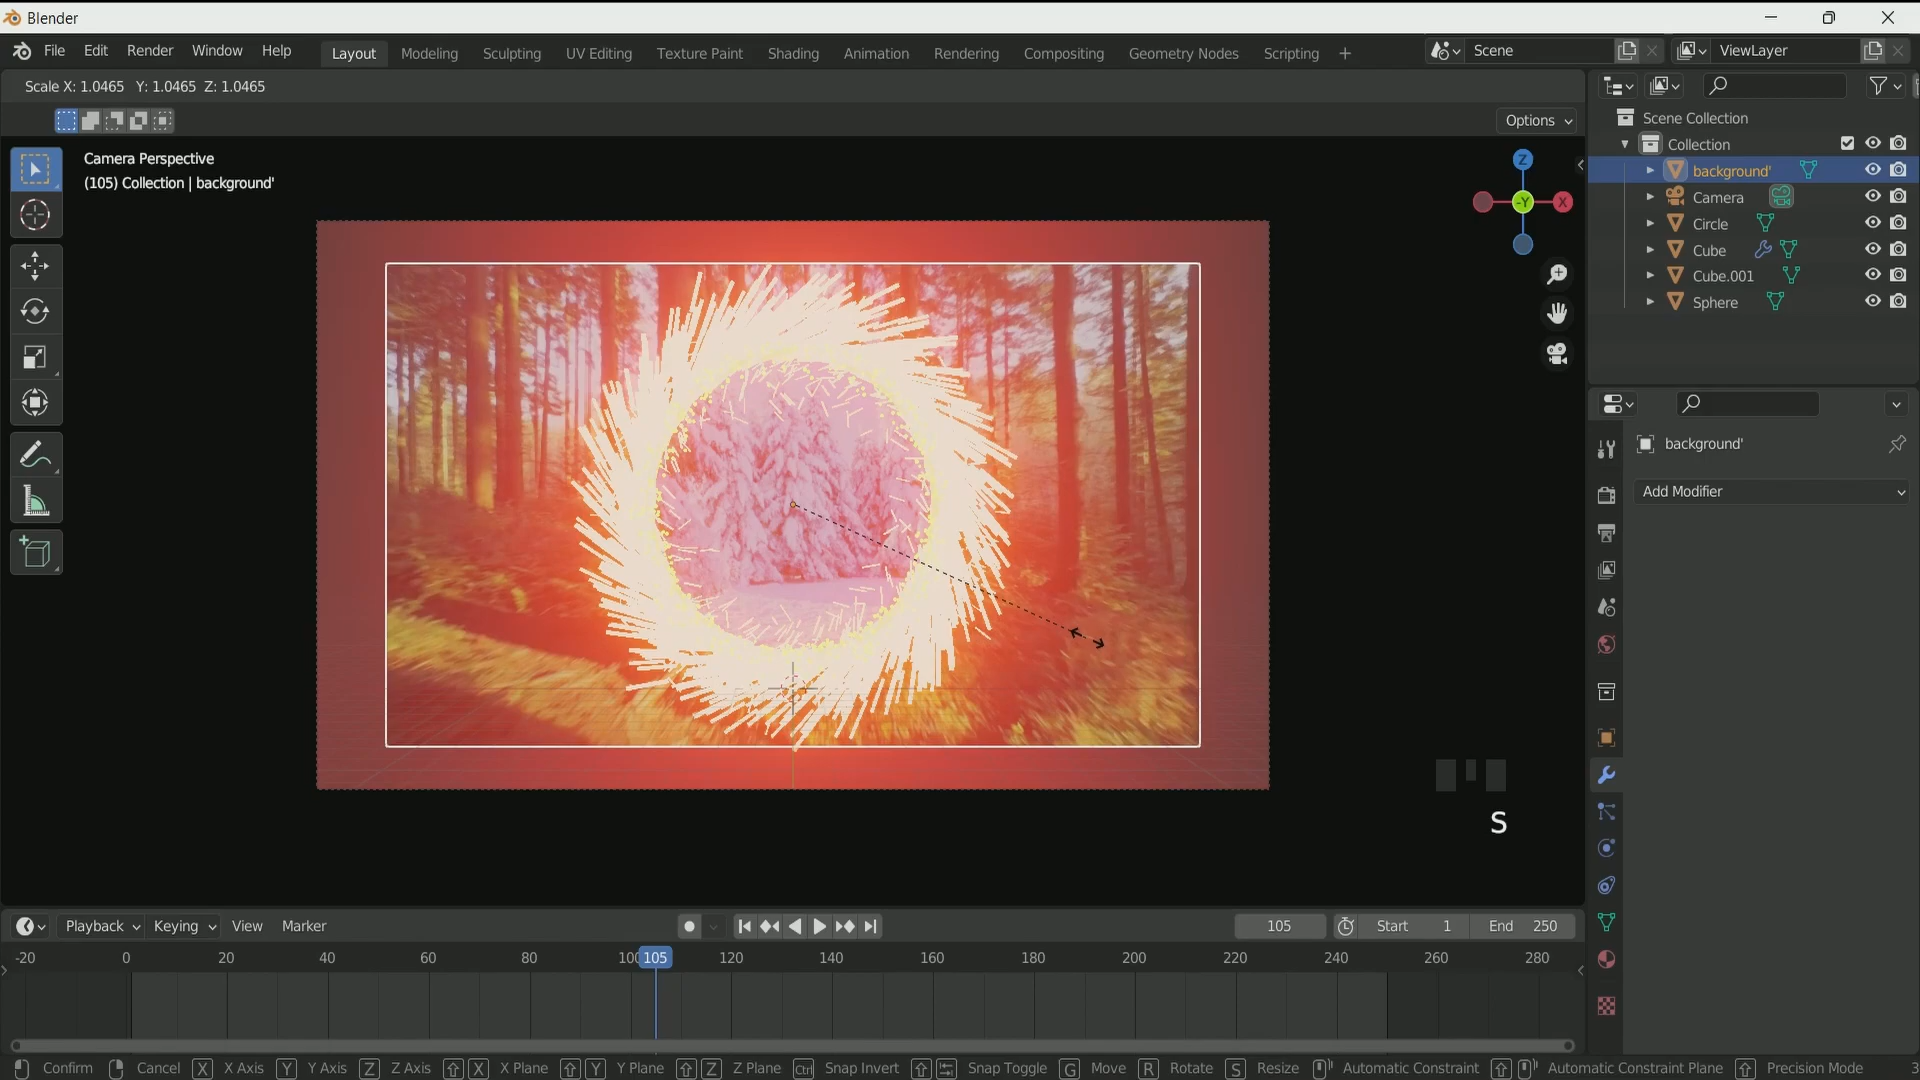 Blender
File Edit Render Window Help Layout Modeling Sculpting UV Editing Texture Paint Shading Animation Rendering Compositing Geometry Nodes Scripting + Scene ViewLayer
Scale X: 1.0465 Y: 1.0465 Z: 1.0465
Options
Camera Perspective
(105) Collection | background'
Z
-Y
X
Scene Collection
Collection
background'
Camera
Circle
Cube
Cube.001
Sphere
background'
Add Modifier
S
Playback Keying View Marker 105 Start 1 End 250
-20 0 20 40 60 80 100 105 120 140 160 180 200 220 240 260 280
Confirm Cancel X X Axis Y Y Axis Z Z Axis X X Plane Y Y Plane Z Z Plane Ctrl Snap Invert Snap Toggle G Move R Rotate S Resize Automatic Constraint Automatic Constraint Plane Precision Mode 3